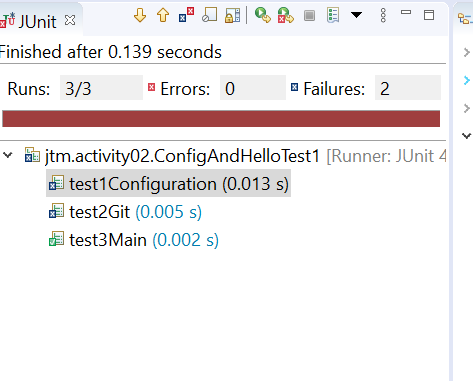 JUnit
Finished after 0.139 seconds
Runs: 3/3 Errors: 0 Failures: 2
jtm.activity02.ConfigAndHelloTest1 [Runner: JUnit 4
test1Configuration (0.013 s)
test2Git (0.005 s)
test3Main (0.002 s)